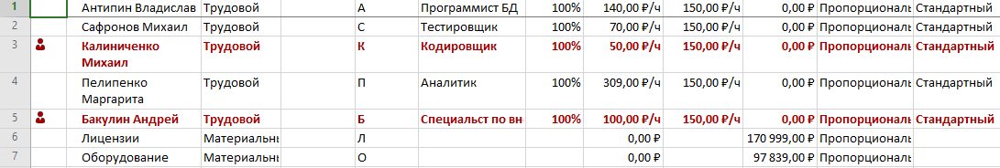 1 Антипин Владислав Трудовой А Программист БД 100% 140,00 ₽/ч 150,00 ₽/ч 0,00 ₽ Пропорциональ Стандартный
2 Сафронов Михаил Трудовой С Тестировщик 100% 70,00 ₽/ч 150,00 ₽/ч 0,00 ₽ Пропорциональ Стандартный
3 Калиниченко Трудовой К Кодировщик 100% 50,00 ₽/ч 150,00 ₽/ч 0,00 ₽ Пропорциональ Стандартный
Михаил
4 Пелипенко Трудовой П Аналитик 100% 309,00 ₽/ч 150,00 ₽/ч 0,00 ₽ Пропорциональ Стандартный
Маргарита
5 Бакулин Андрей Трудовой Б Специальст по вне 100% 100,00 ₽/ч 150,00 ₽/ч 0,00 ₽ Пропорциональ Стандартный
6 Лицензии Материальнь Л 0,00 ₽ 170 999,00 ₽ Пропорциональ
7 Оборудование Материальнь О 0,00 ₽ 97 839,00 ₽ Пропорциональ